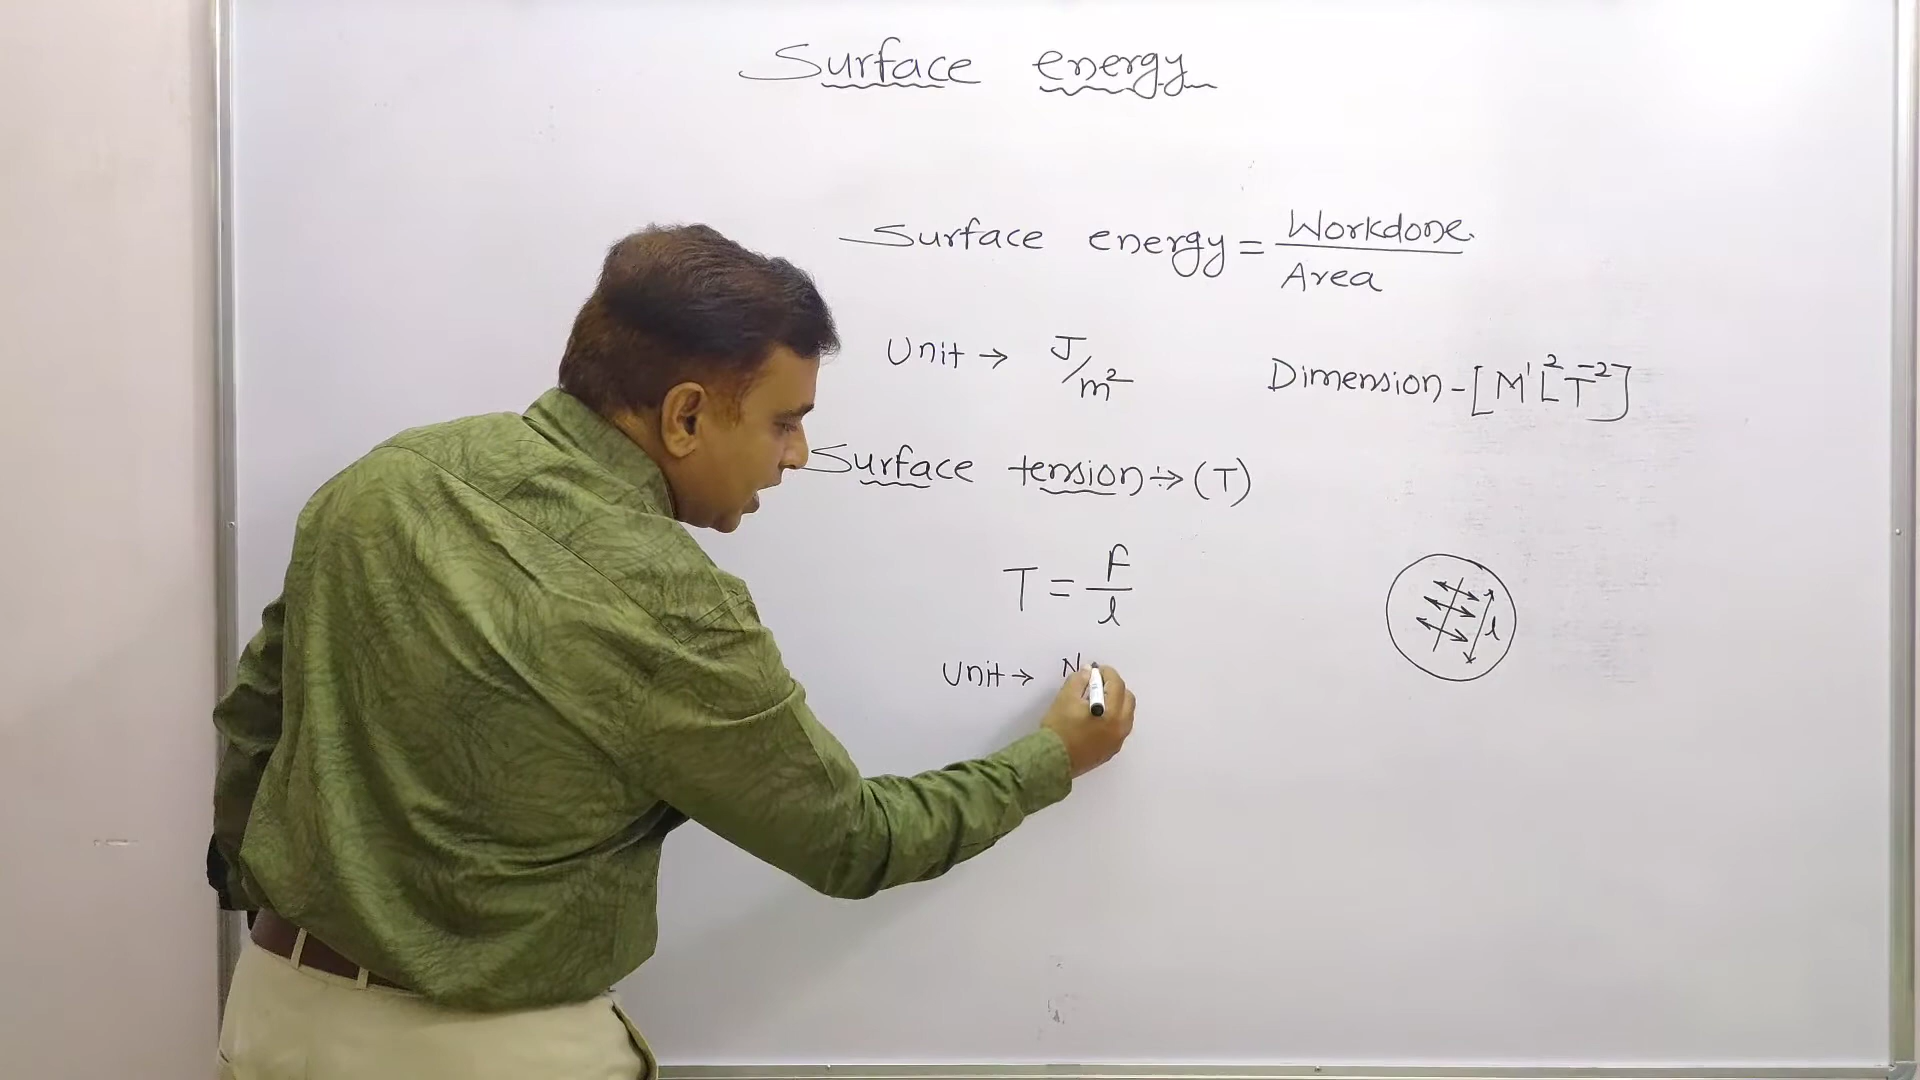 Surface energy
Surface energy = Workdone / Area
Unit → J/m²
Dimension - [M¹L²T⁻²]
Surface tension :→ (T)
T = F / l
l
Unit → N